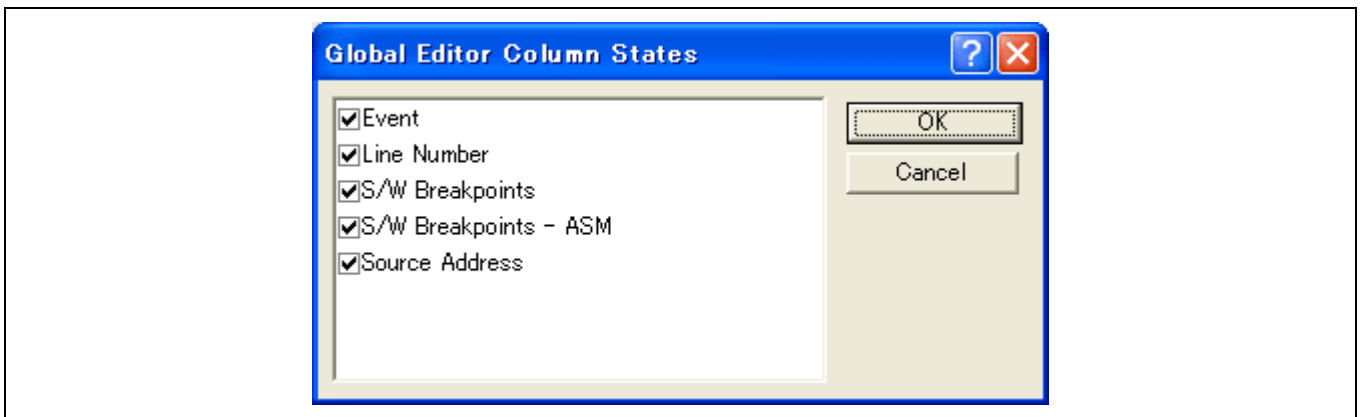 Global Editor Column States
?
Event
Line Number
S/W Breakpoints
S/W Breakpoints - ASM
Source Address
OK
Cancel